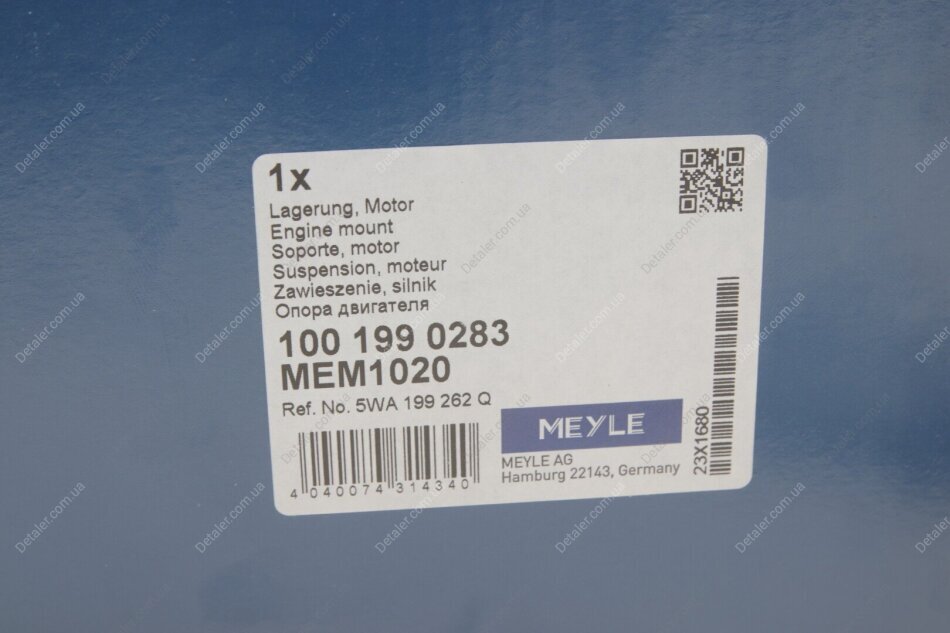 1x
Lagerung, Motor
Engine mount
Soporte, motor
Suspension, moteur
Zawieszenie, silnik
Опора двигателя
100 199 0283
MEM1020
Ref. No. 5WA 199 262 Q
4 040074 314340
MEYLE
MEYLE AG
Hamburg 22143, Germany
23X1680
Detaler.com.ua